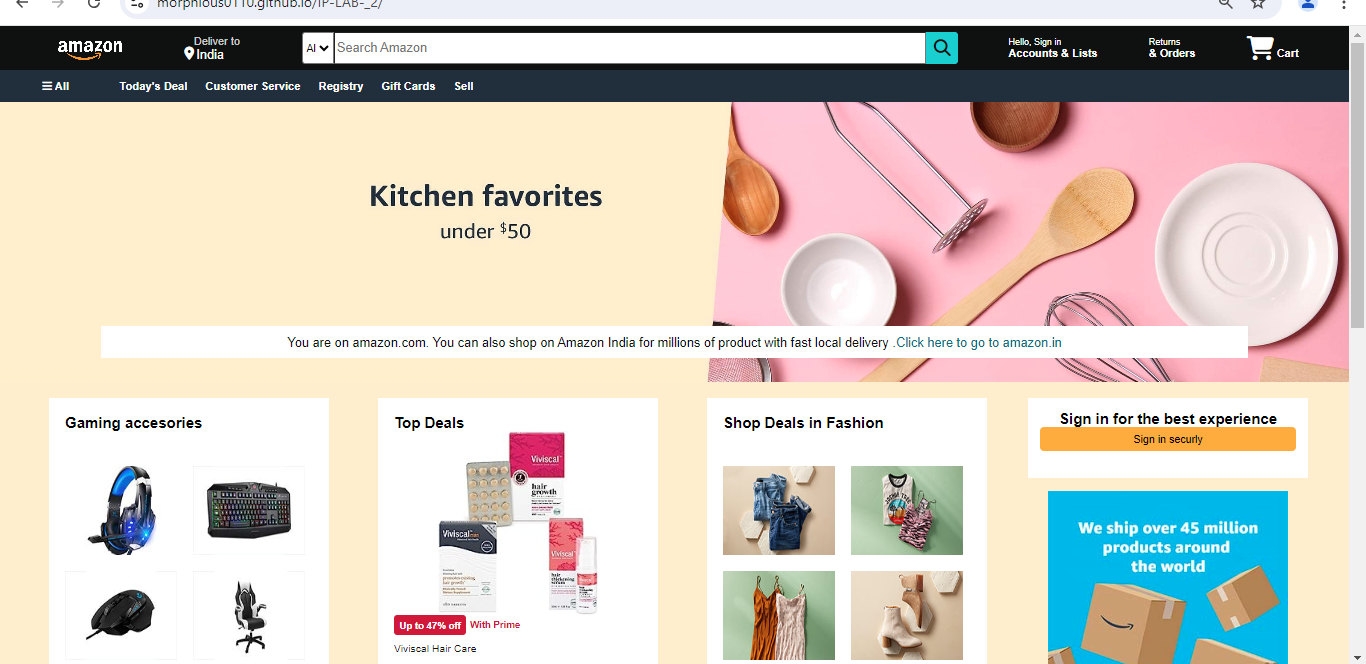 morphious0110.github.io/IP-LAB-_2/
amazon
Deliver to
India
Al
Search Amazon
Hello, Sign in
Accounts & Lists
Returns
& Orders
Cart
All
Today's Deal
Customer Service
Registry
Gift Cards
Sell
Kitchen favorites
under $50
You are on amazon.com. You can also shop on Amazon India for millions of product with fast local delivery .Click here to go to amazon.in
Gaming accesories
Top Deals
Viviscal
hair
growth
Viviscal
Viviscal
hair
thickening
serum
Up to 47% off
With Prime
Viviscal Hair Care
Shop Deals in Fashion
Sign in for the best experience
Sign in securly
We ship over 45 million
products around
the world